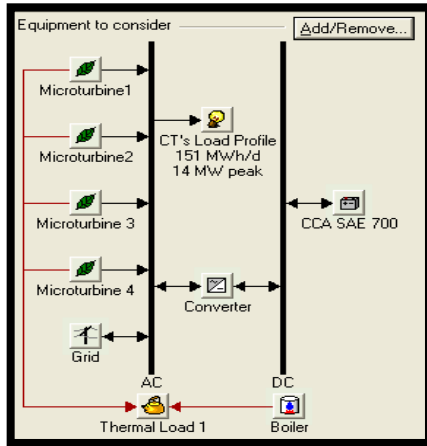 Equipment to consider
Add/Remove...
Microturbine1
CT's Load Profile
151 MWh/d
14 MW peak
Microturbine2
Microturbine 3
CCA SAE 700
Microturbine 4
Converter
Grid
AC
DC
Thermal Load 1
Boiler